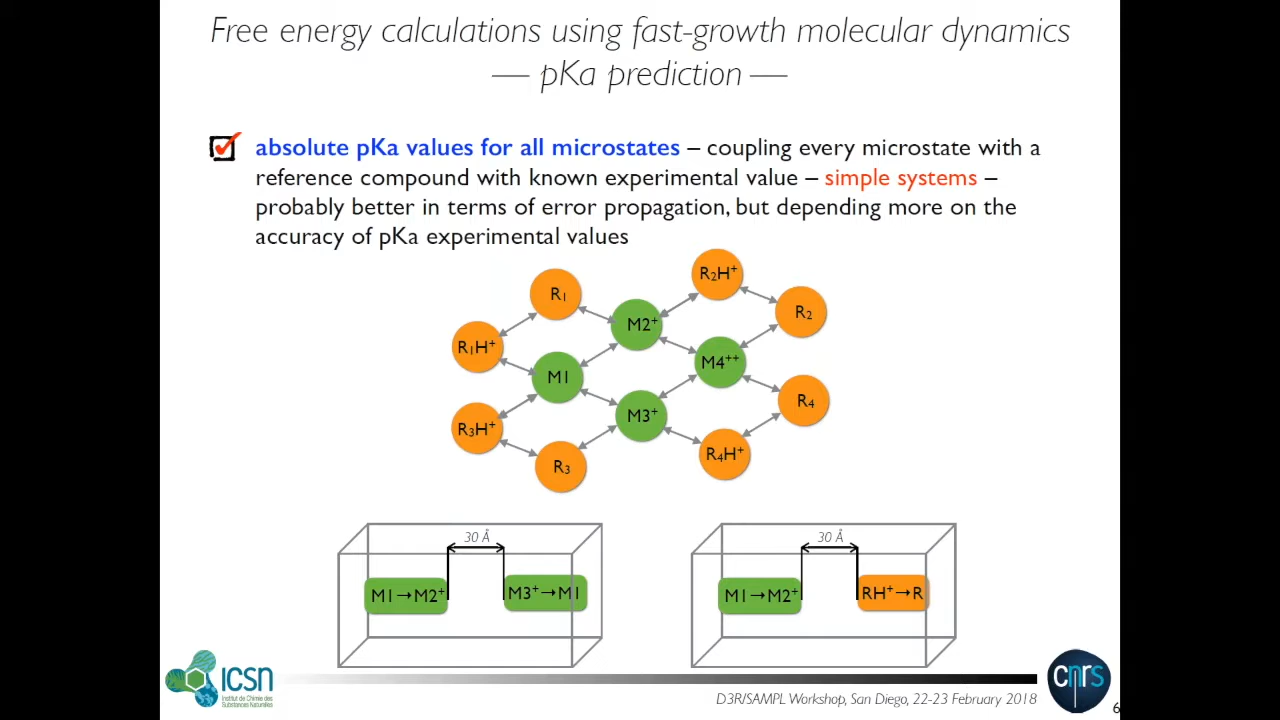 Free energy calculations using fast-growth molecular dynamics
— pKa prediction —
absolute pKa values for all microstates – coupling every microstate with a
reference compound with known experimental value – simple systems –
probably better in terms of error propagation, but depending more on the
accuracy of pKa experimental values
R₂H⁺
R₁
R₂
M2⁺
R₁H⁺
M4⁺⁺
M1
R₄
M3⁺
R₃H⁺
R₄H⁺
R₃
30 Å
30 Å
M1→M2⁺
M3⁺→M1
M1→M2⁺
RH⁺→R
ICSN
Institut de Chimie des
Substances Naturelles
cnrs
D3R/SAMPL Workshop, San Diego, 22-23 February 2018
6